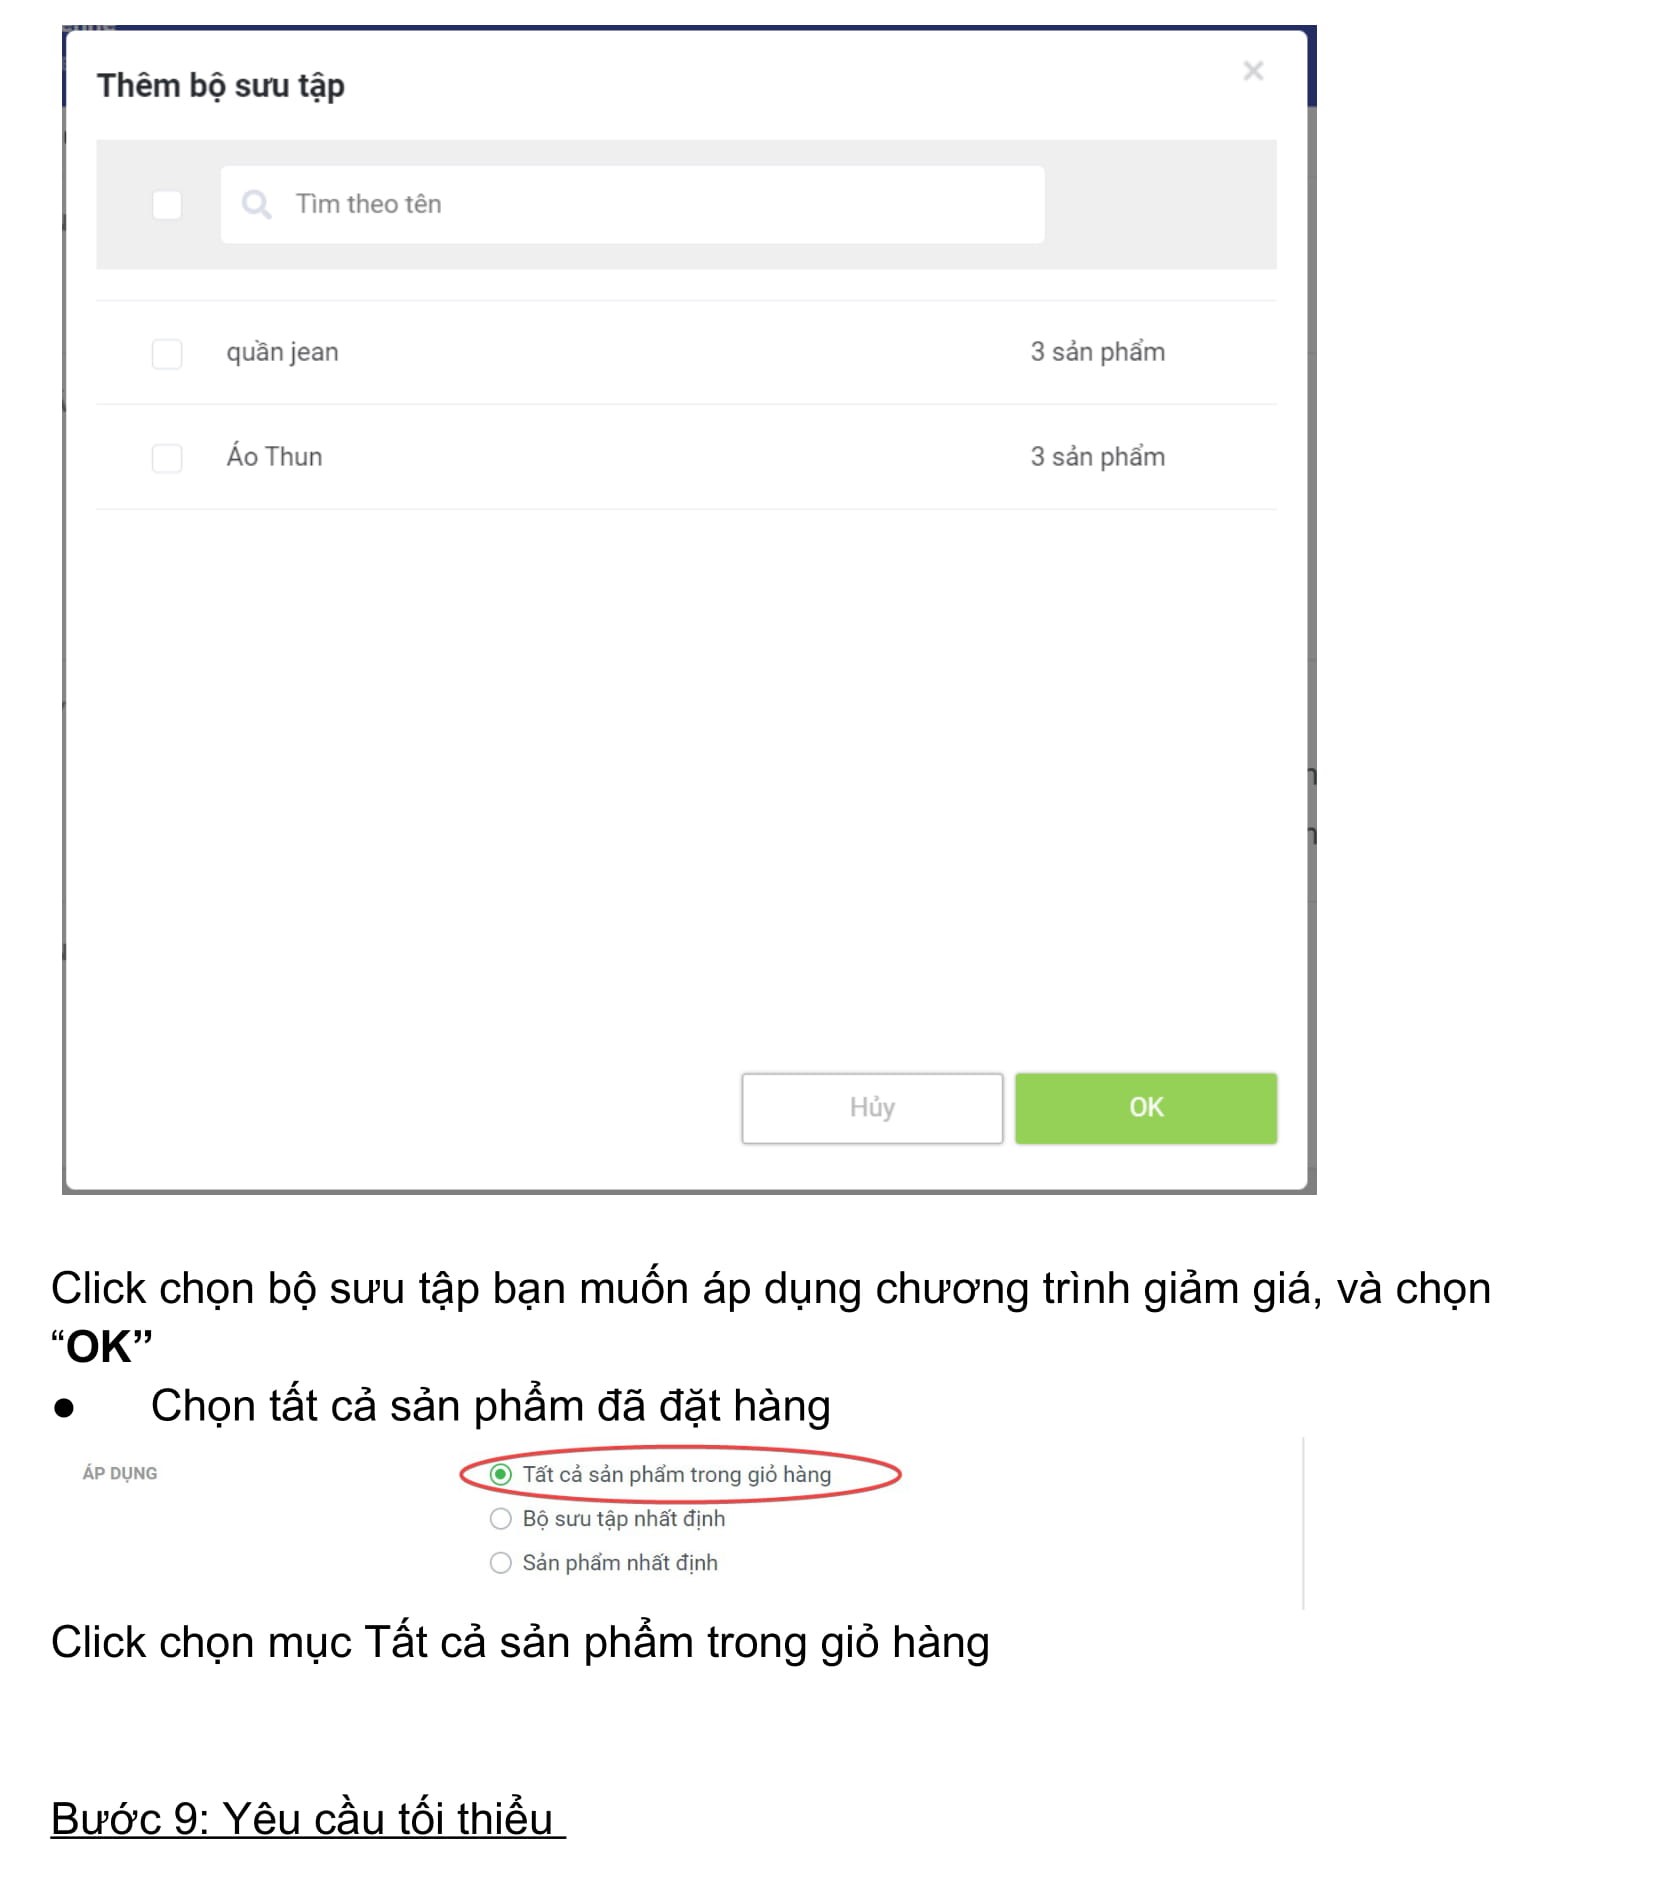 Thêm bộ sưu tập
Tìm theo tên
quần jean 3 sản phẩm
Áo Thun 3 sản phẩm
Hủy OK
Click chọn bộ sưu tập bạn muốn áp dụng chương trình giảm giá, và chọn
“OK”
● Chọn tất cả sản phẩm đã đặt hàng
ÁP DỤNG Tất cả sản phẩm trong giỏ hàng
Bộ sưu tập nhất định
Sản phẩm nhất định
Click chọn mục Tất cả sản phẩm trong giỏ hàng
Bước 9: Yêu cầu tối thiểu